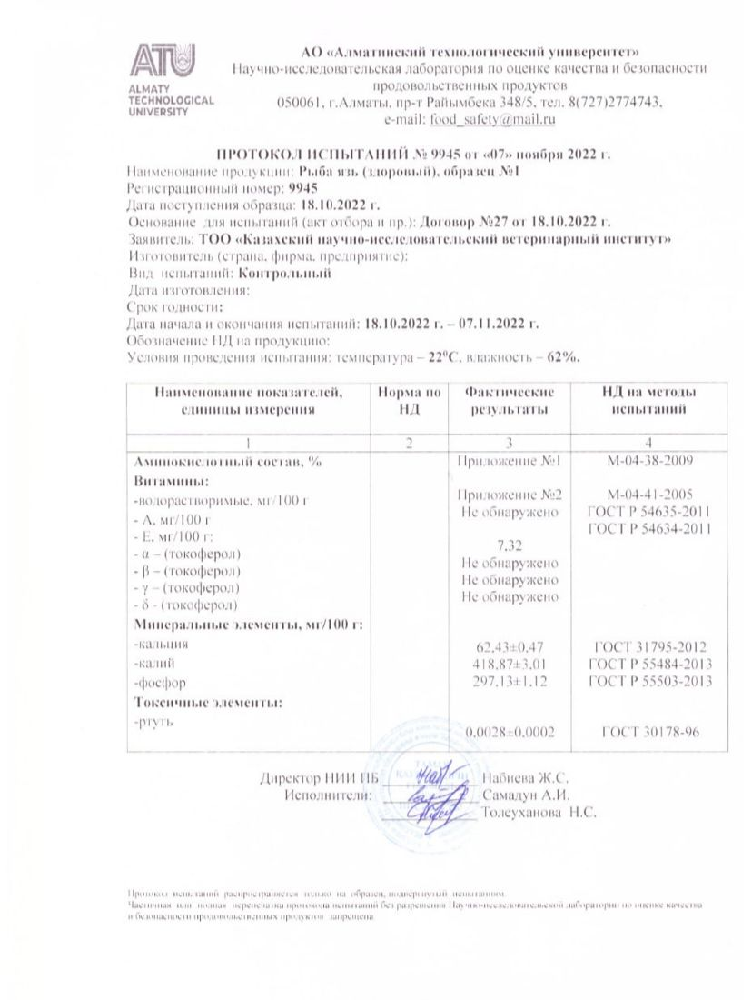 ATU
ALMATY
TECHNOLOGICAL
UNIVERSITY
АО «Алматинский технологический университет»
Научно-исследовательская лаборатория по оценке качества и безопасности
продовольственных продуктов
050061, г.Алматы, пр-т Райымбека 348/5, тел. 8(727)2774743,
e-mail: food_safety@mail.ru
ПРОТОКОЛ ИСПЫТАНИЙ № 9945 от «07» ноября 2022 г.
Наименование продукции: Рыба язь (здоровый), образец №1
Регистрационный номер: 9945
Дата поступления образца: 18.10.2022 г.
Основание для испытаний (акт отбора и пр.): Договор №27 от 18.10.2022 г.
Заявитель: ТОО «Казахский научно-исследовательский ветеринарный институт»
Изготовитель (страна, фирма, предприятие):
Вид испытаний: Контрольный
Дата изготовления:
Срок годности:
Дата начала и окончания испытаний: 18.10.2022 г. – 07.11.2022 г.
Обозначение НД на продукцию:
Условия проведения испытания: температура – 22⁰С, влажность – 62%.
Наименование показателей, Норма по Фактические НД на методы
единицы измерения НД результаты испытаний
1 2 3 4
Аминокислотный состав, % Приложение №1 М-04-38-2009
Витамины:
-водорастворимые, мг/100 г Приложение №2 М-04-41-2005
- А, мг/100 г Не обнаружено ГОСТ Р 54635-2011
- Е, мг/100 г: ГОСТ Р 54634-2011
- α – (токоферол) 7,32
- β – (токоферол) Не обнаружено
- γ – (токоферол) Не обнаружено
- δ - (токоферол) Не обнаружено
Минеральные элементы, мг/100 г:
-кальция 62,43±0,47 ГОСТ 31795-2012
-калий 418,87±3,01 ГОСТ Р 55484-2013
-фосфор 297,13±1,12 ГОСТ Р 55503-2013
Токсичные элементы:
-ртуть 0,0028±0,0002 ГОСТ 30178-96
Директор НИИ ПБ Набиева Ж.С.
Исполнители: Самадун А.И.
Толеуханова Н.С.
Протокол испытаний распространяется только на образец, подвергнутый испытаниям.
Частичная или полная перепечатка протокола испытаний без разрешения Научно-исследовательской лаборатории по оценке качества
и безопасности продовольственных продуктов запрещена.